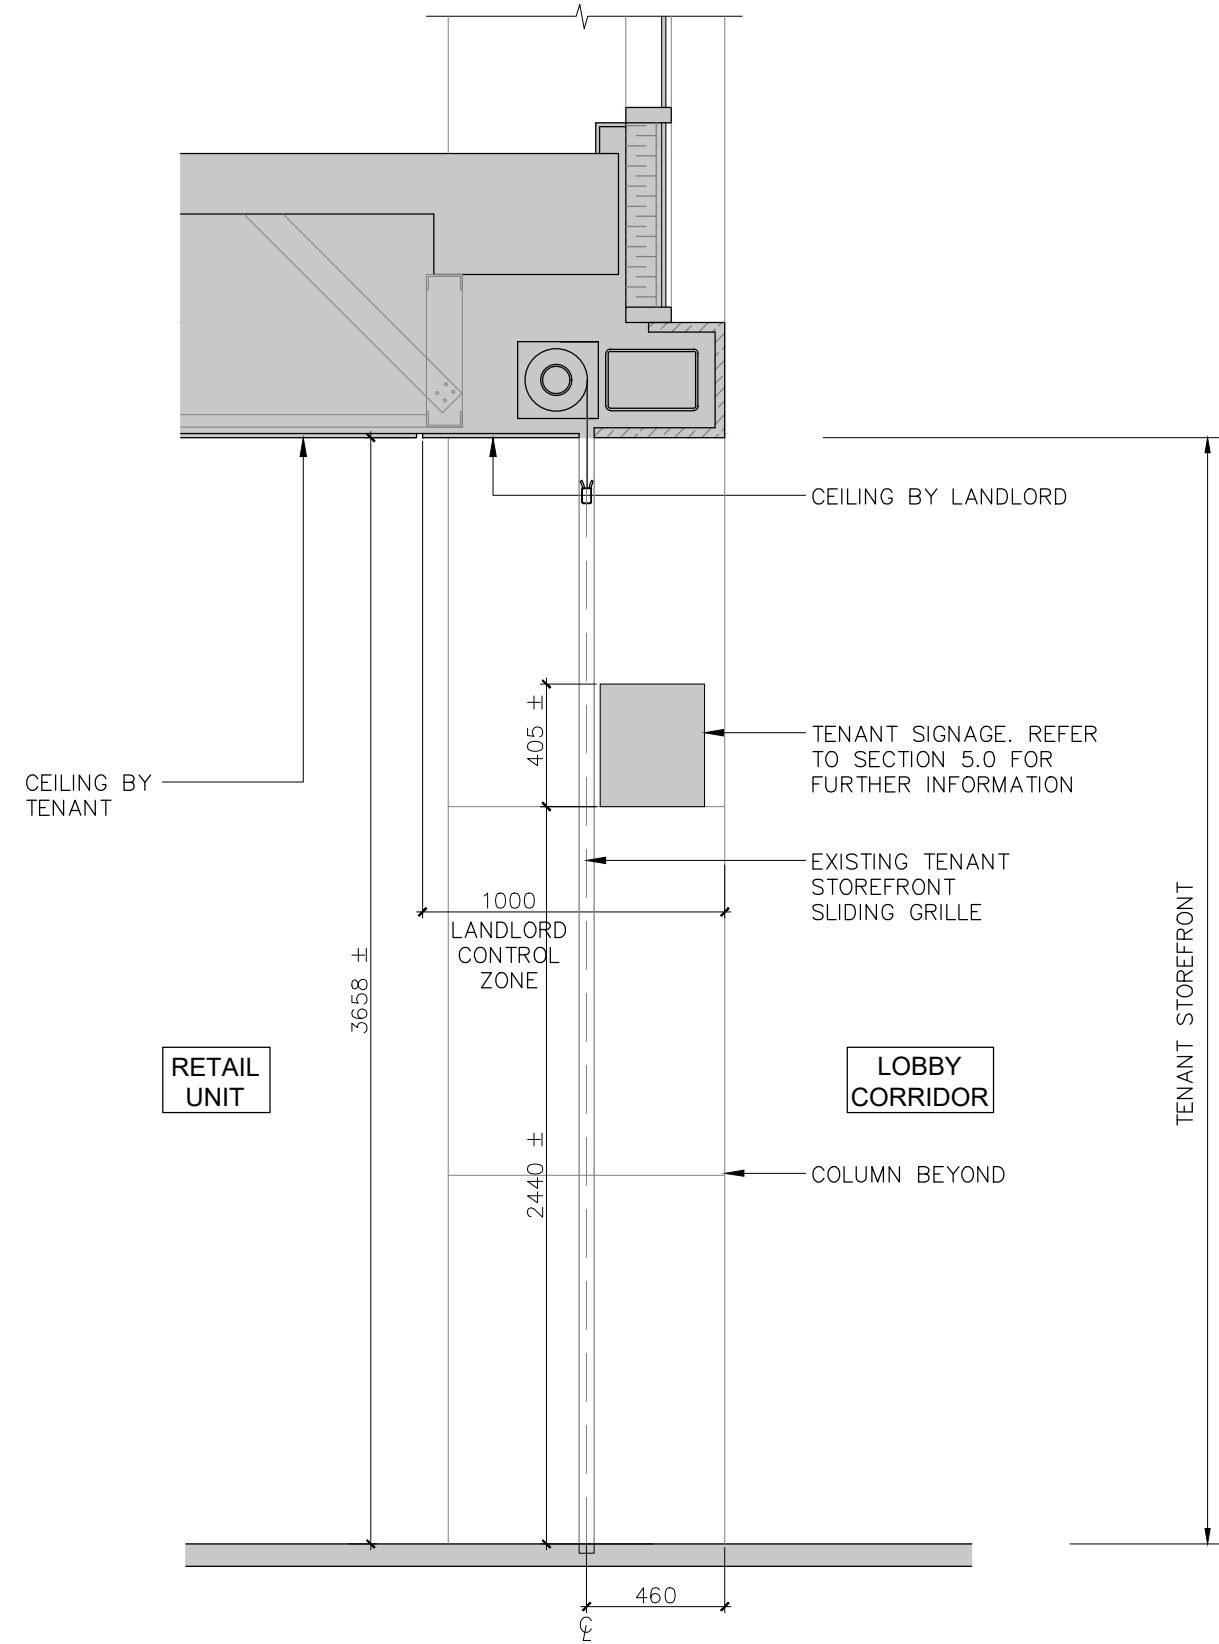 CEILING BY LANDLORD
405 ±
TENANT SIGNAGE. REFER
TO SECTION 5.0 FOR
FURTHER INFORMATION
CEILING BY
TENANT
EXISTING TENANT
STOREFRONT
SLIDING GRILLE
1000
LANDLORD
CONTROL
ZONE
3658 ±
TENANT STOREFRONT
RETAIL
UNIT
LOBBY
CORRIDOR
2440 ±
COLUMN BEYOND
460
℄